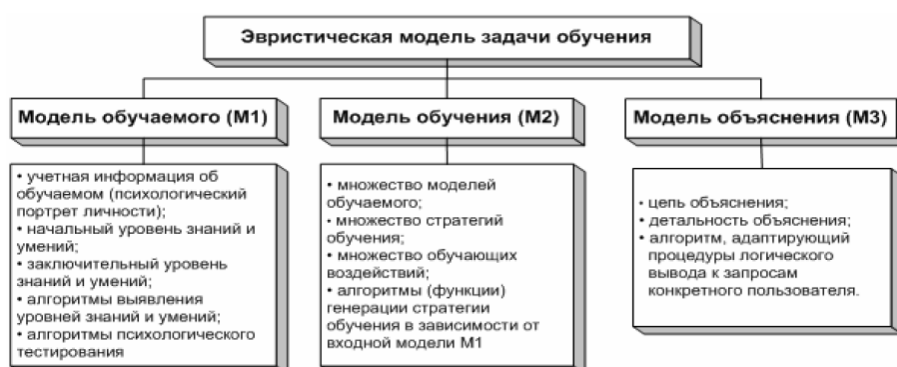 Эвристическая модель задачи обучения
Модель обучаемого (М1)
• учетная информация об
обучаемом (психологический
портрет личности);
• начальный уровень знаний и
умений;
• заключительный уровень
знаний и умений;
• алгоритмы выявления
уровней знаний и умений;
• алгоритмы психологического
тестирования
Модель обучения (М2)
• множество моделей
обучаемого;
• множество стратегий
обучения;
• множество обучающих
воздействий;
• алгоритмы (функции)
генерации стратегии
обучения в зависимости от
входной модели М1
Модель объяснения (М3)
• цепь объяснения;
• детальность объяснения;
• алгоритм, адаптирующий
процедуры логического
вывода к запросам
конкретного пользователя.